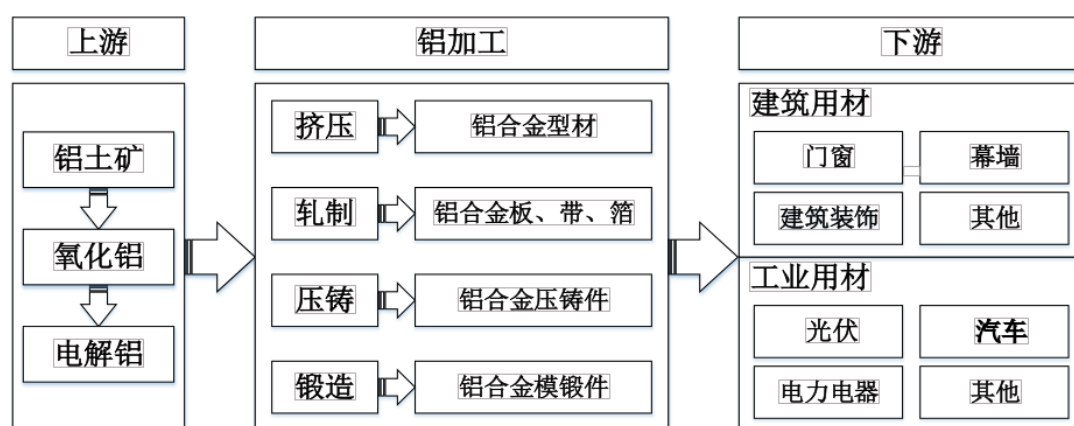 上游
铝加工
下游
铝土矿
氧化铝
电解铝
挤压
铝合金型材
轧制
铝合金板、带、箔
压铸
铝合金压铸件
锻造
铝合金模锻件
建筑用材
门窗
幕墙
建筑装饰
其他
工业用材
光伏
汽车
电力电器
其他